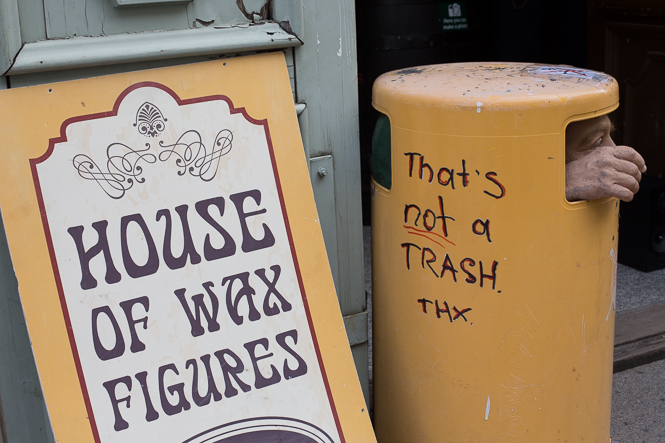 HOUSE
OF WAX
FIGURES
That's
not a
TRASH.
THX.